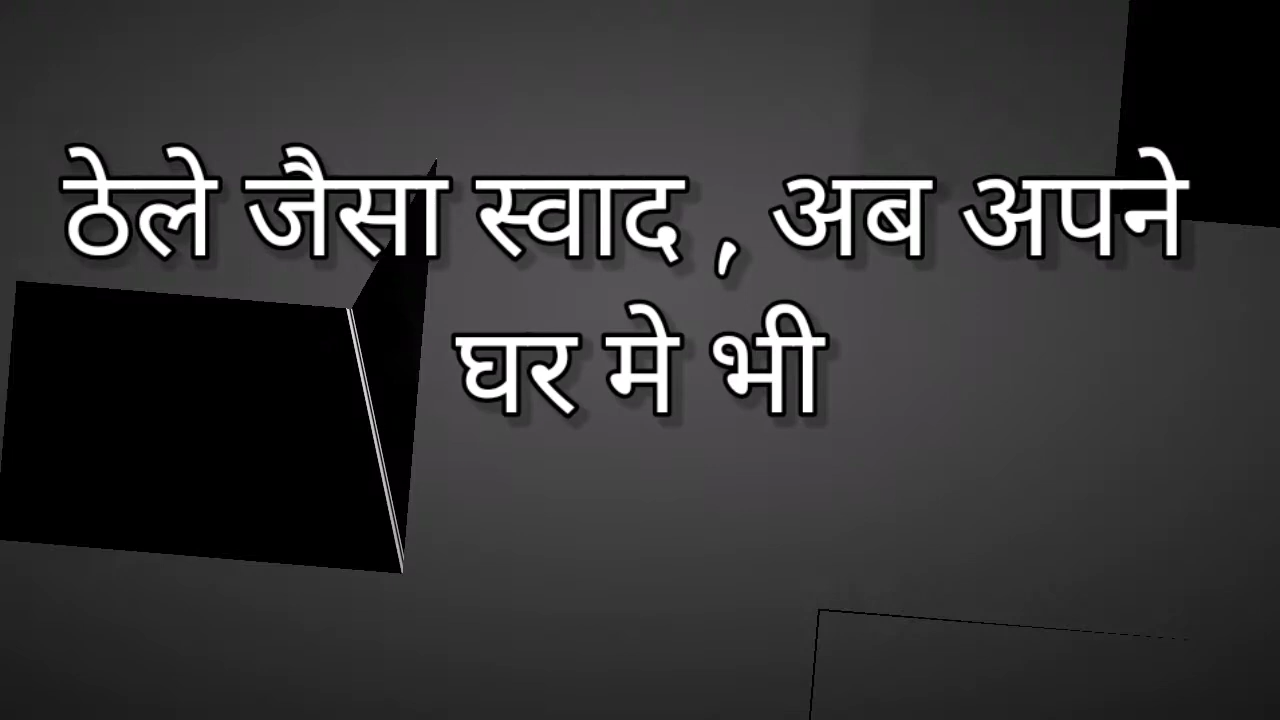 ठेले जैसा स्वाद , अब अपने
घर मे भी